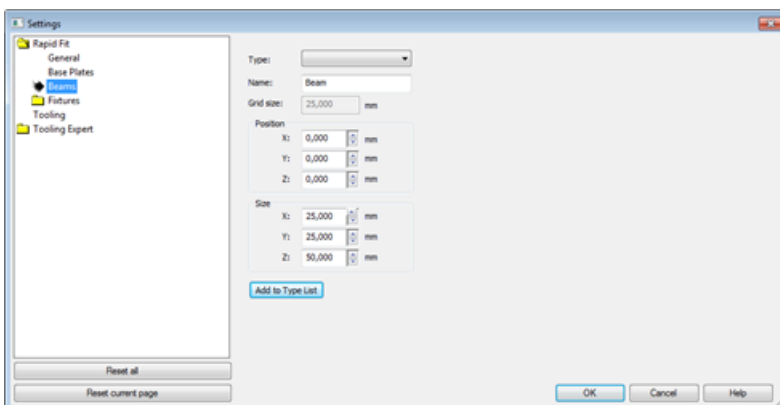 Settings
Rapid Fit
General
Base Plates
Beams
Fixtures
Tooling
Tooling Expert
Reset all
Reset current page
Type:
Name: Beam
Grid size: 25,000 mm
Position
X: 0,000 mm
Y: 0,000 mm
Z: 0,000 mm
Size
X: 25,000 mm
Y: 25,000 mm
Z: 50,000 mm
Add to Type List
OK Cancel Help